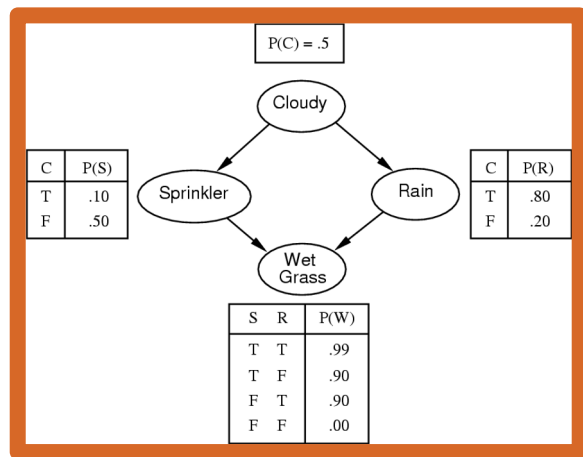 P(C) = .5
Cloudy
C P(S)
T .10
F .50
Sprinkler
Rain
C P(R)
T .80
F .20
Wet
Grass
S R P(W)
T T .99
T F .90
F T .90
F F .00